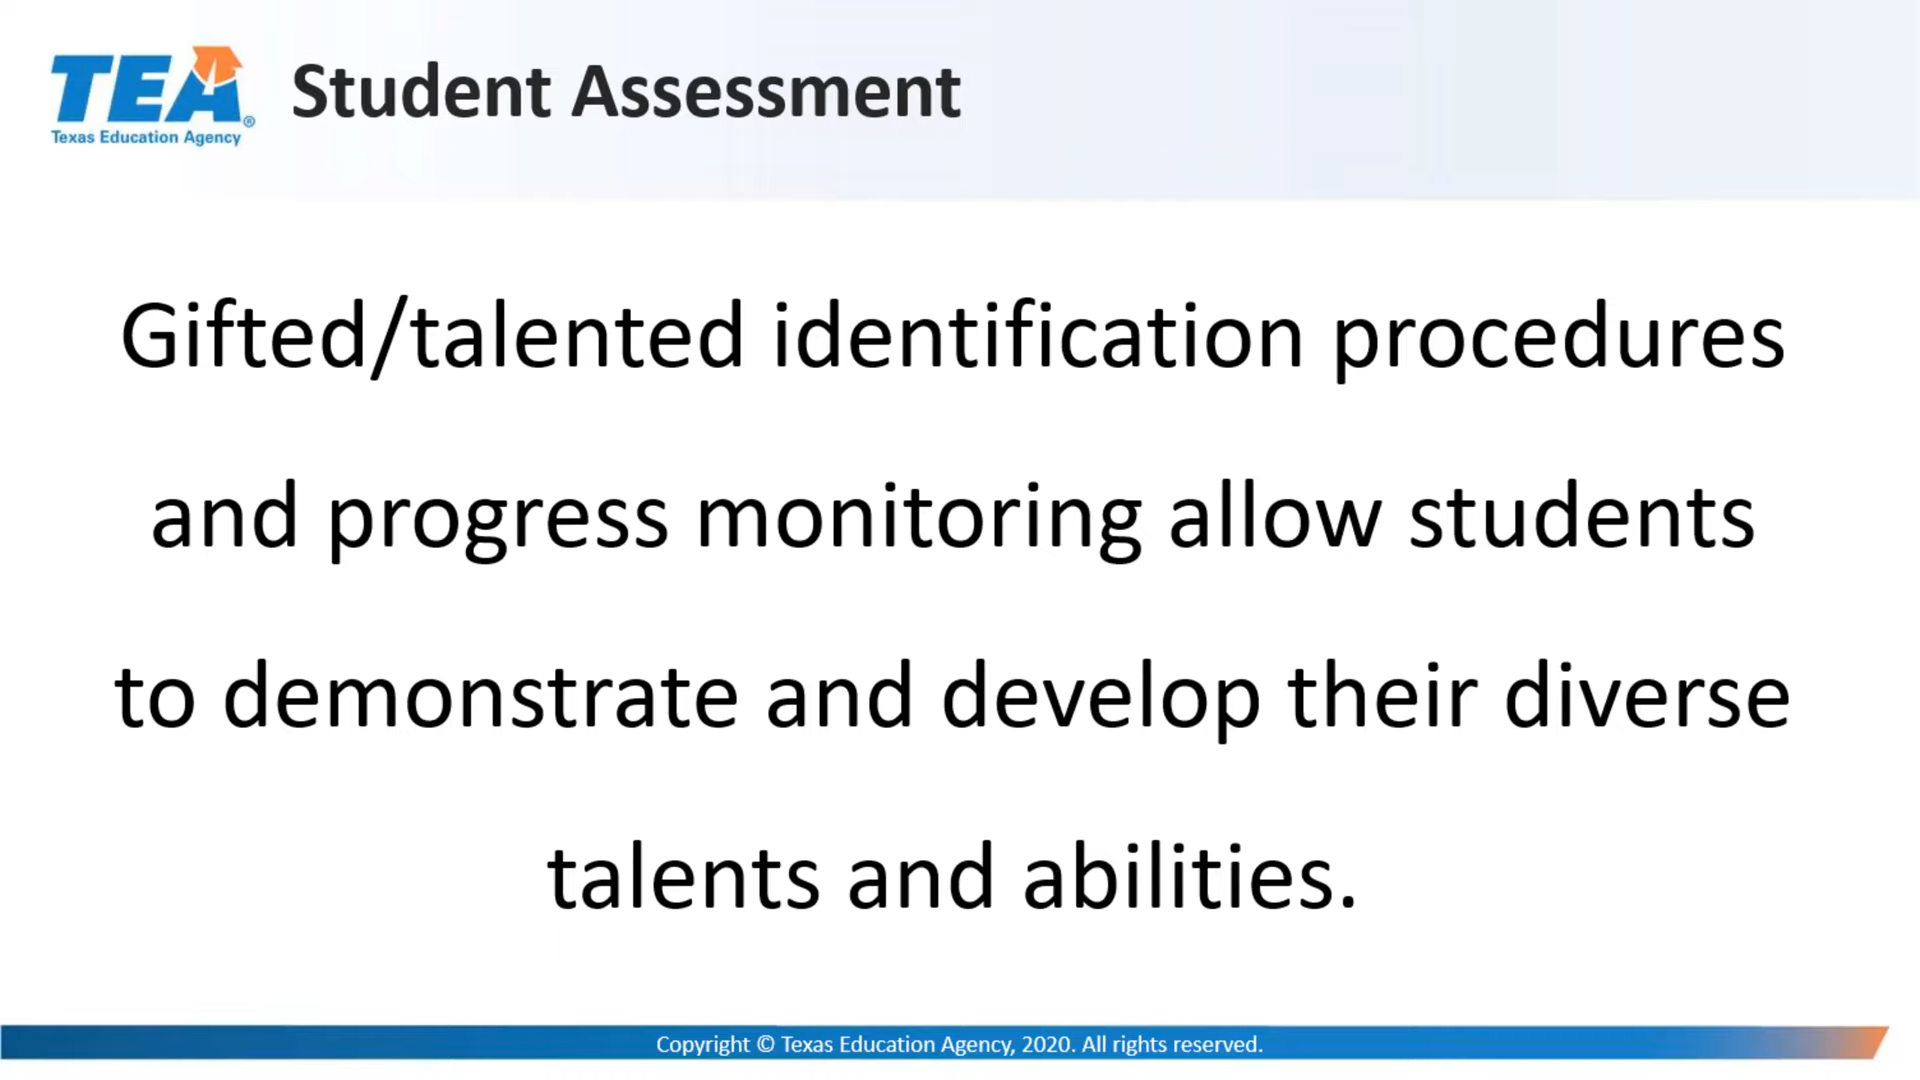 TEA®
Texas Education Agency
Student Assessment
Gifted/talented identification procedures
and progress monitoring allow students
to demonstrate and develop their diverse
talents and abilities.
Copyright © Texas Education Agency, 2020. All rights reserved.